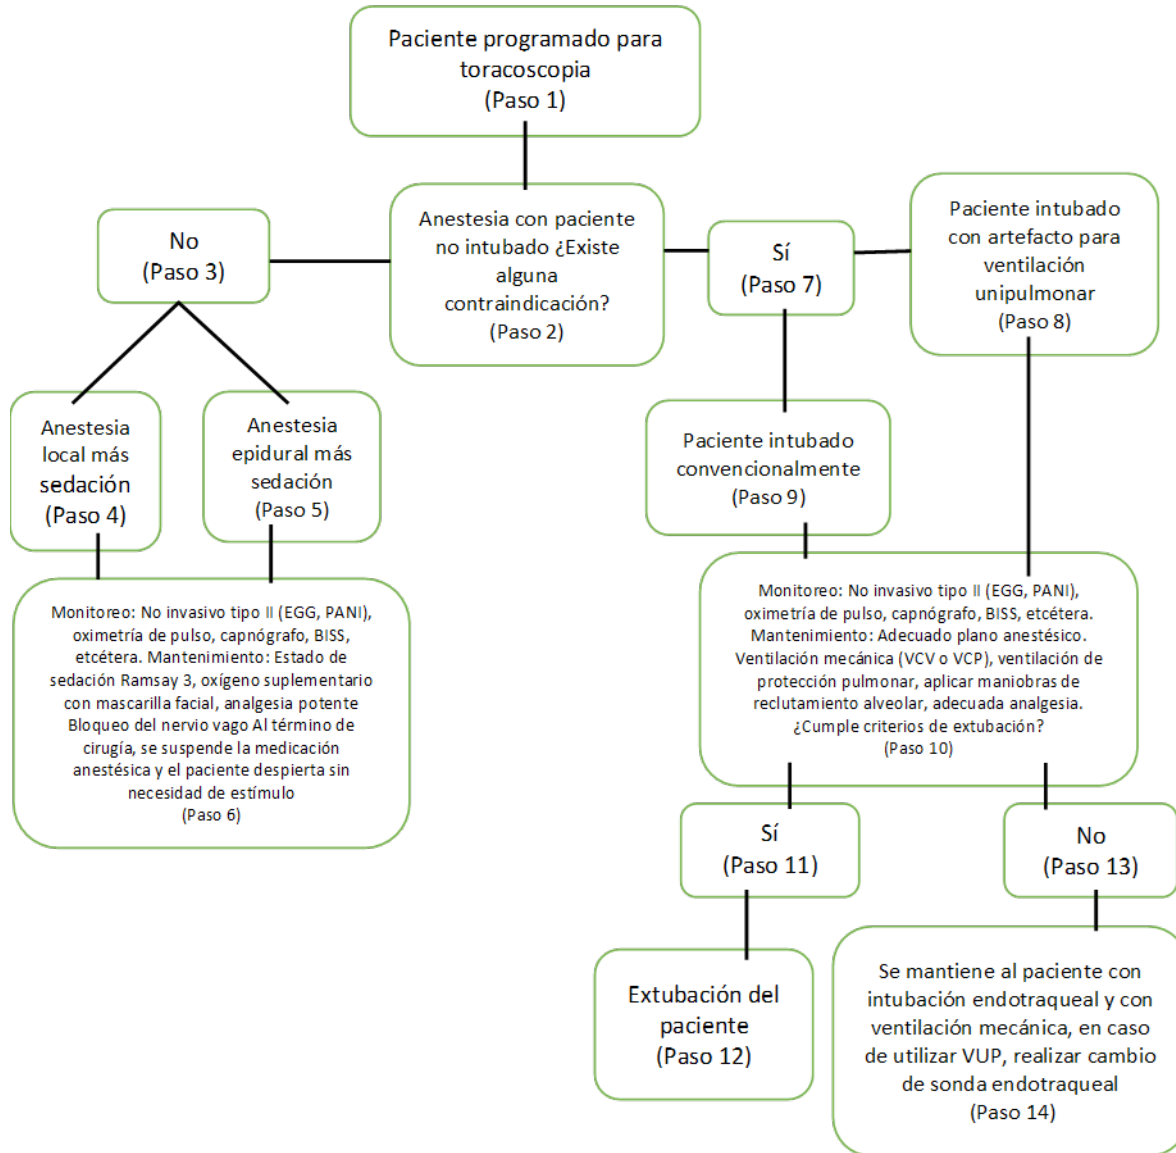 Paciente programado para
toracoscopia
(Paso 1)
Anestesia con paciente
no intubado ¿Existe
alguna
contraindicación?
(Paso 2)
No
(Paso 3)
Anestesia
local más
sedación
(Paso 4)
Anestesia
epidural más
sedación
(Paso 5)
Monitoreo: No invasivo tipo II (EGG, PANI),
oximetría de pulso, capnógrafo, BISS,
etcétera. Mantenimiento: Estado de
sedación Ramsay 3, oxígeno suplementario
con mascarilla facial, analgesia potente
Bloqueo del nervio vago Al término de
cirugía, se suspende la medicación
anestésica y el paciente despierta sin
necesidad de estímulo
(Paso 6)
Sí
(Paso 7)
Paciente intubado
con artefacto para
ventilación
unipulmonar
(Paso 8)
Paciente intubado
convencionalmente
(Paso 9)
Monitoreo: No invasivo tipo II (EGG, PANI),
oximetría de pulso, capnógrafo, BISS, etcétera.
Mantenimiento: Adecuado plano anestésico.
Ventilación mecánica (VCV o VCP), ventilación de
protección pulmonar, aplicar maniobras de
reclutamiento alveolar, adecuada analgesia.
¿Cumple criterios de extubación?
(Paso 10)
Sí
(Paso 11)
Extubación del
paciente
(Paso 12)
No
(Paso 13)
Se mantiene al paciente con
intubación endotraqueal y con
ventilación mecánica, en caso
de utilizar VUP, realizar cambio
de sonda endotraqueal
(Paso 14)